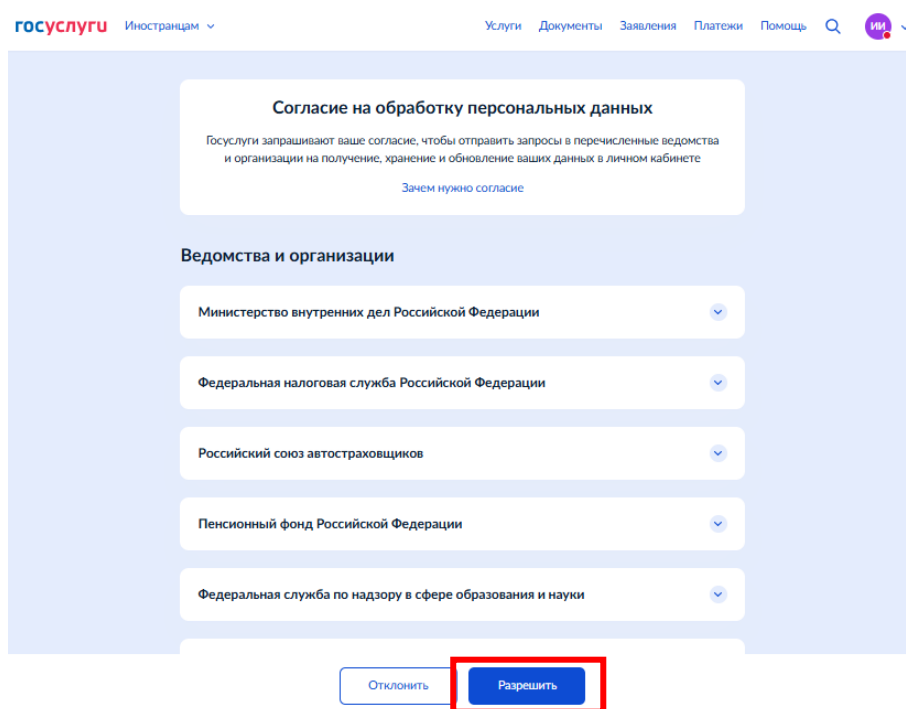 госуслуги Иностранцам Услуги Документы Заявления Платежи Помощь ИИ
Согласие на обработку персональных данных
Госуслуги запрашивают ваше согласие, чтобы отправить запросы в перечисленные ведомства
и организации на получение, хранение и обновление ваших данных в личном кабинете
Зачем нужно согласие
Ведомства и организации
Министерство внутренних дел Российской Федерации
Федеральная налоговая служба Российской Федерации
Российский союз автостраховщиков
Пенсионный фонд Российской Федерации
Федеральная служба по надзору в сфере образования и науки
Отклонить Разрешить